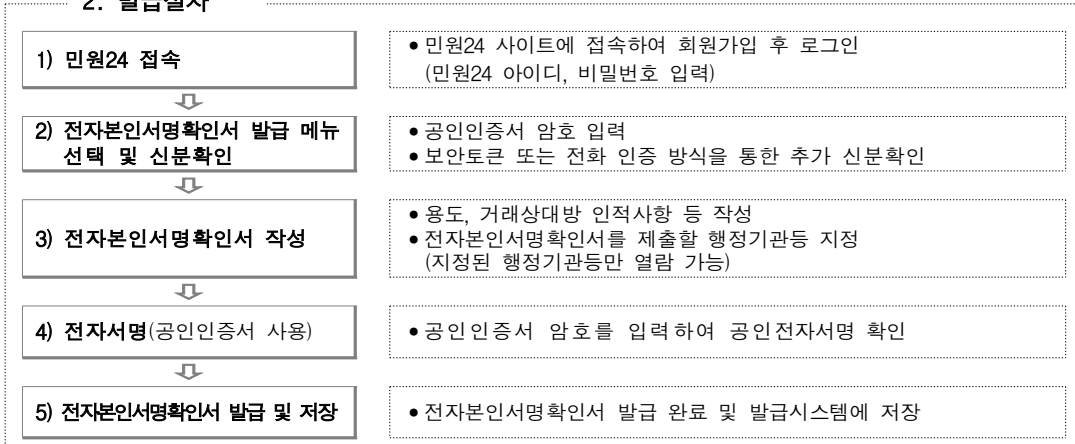 2. 발급절차
1) 민원24 접속
• 민원24 사이트에 접속하여 회원가입 후 로그인
(민원24 아이디, 비밀번호 입력)
2) 전자본인서명확인서 발급 메뉴
선택 및 신분확인
• 공인인증서 암호 입력
• 보안토큰 또는 전화 인증 방식을 통한 추가 신분확인
3) 전자본인서명확인서 작성
• 용도, 거래상대방 인적사항 등 작성
• 전자본인서명확인서를 제출할 행정기관등 지정
(지정된 행정기관등만 열람 가능)
4) 전자서명(공인인증서 사용)
• 공인인증서 암호를 입력하여 공인전자서명 확인
5) 전자본인서명확인서 발급 및 저장
• 전자본인서명확인서 발급 완료 및 발급시스템에 저장